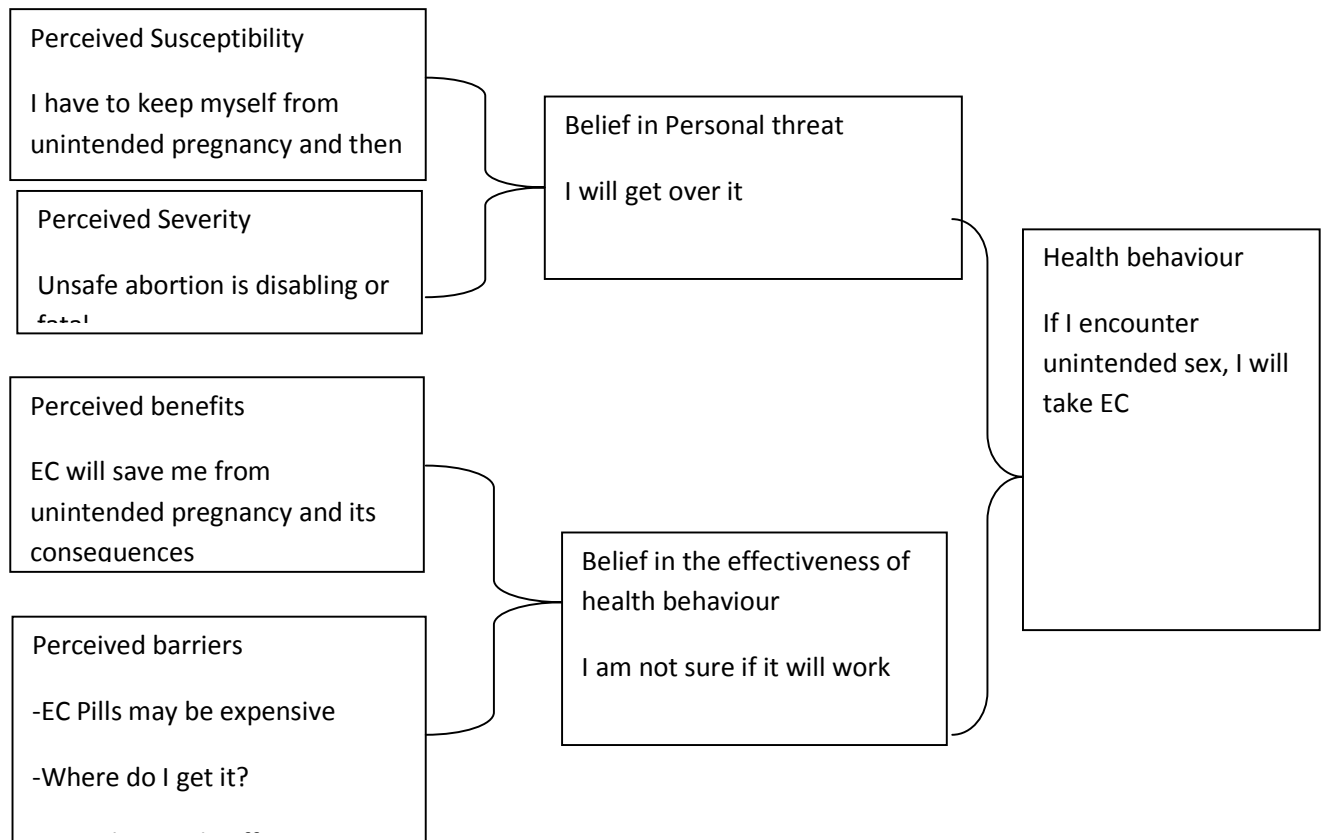 Perceived Susceptibility
I have to keep myself from
unintended pregnancy and then
Perceived Severity
Unsafe abortion is disabling or
fatal
Perceived benefits
EC will save me from
unintended pregnancy and its
consequences
Perceived barriers
-EC Pills may be expensive
-Where do I get it?
Belief in Personal threat
I will get over it
Belief in the effectiveness of
health behaviour
I am not sure if it will work
Health behaviour
If I encounter
unintended sex, I will
take EC